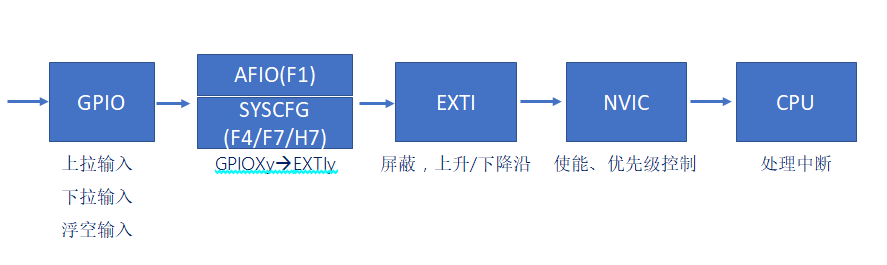 GPIO
AFIO(F1)
SYSCFG
(F4/F7/H7)
EXTI
NVIC
CPU
上拉输入
下拉输入
浮空输入
GPIOXy→EXTIy
屏蔽，上升/下降沿
使能、优先级控制
处理中断